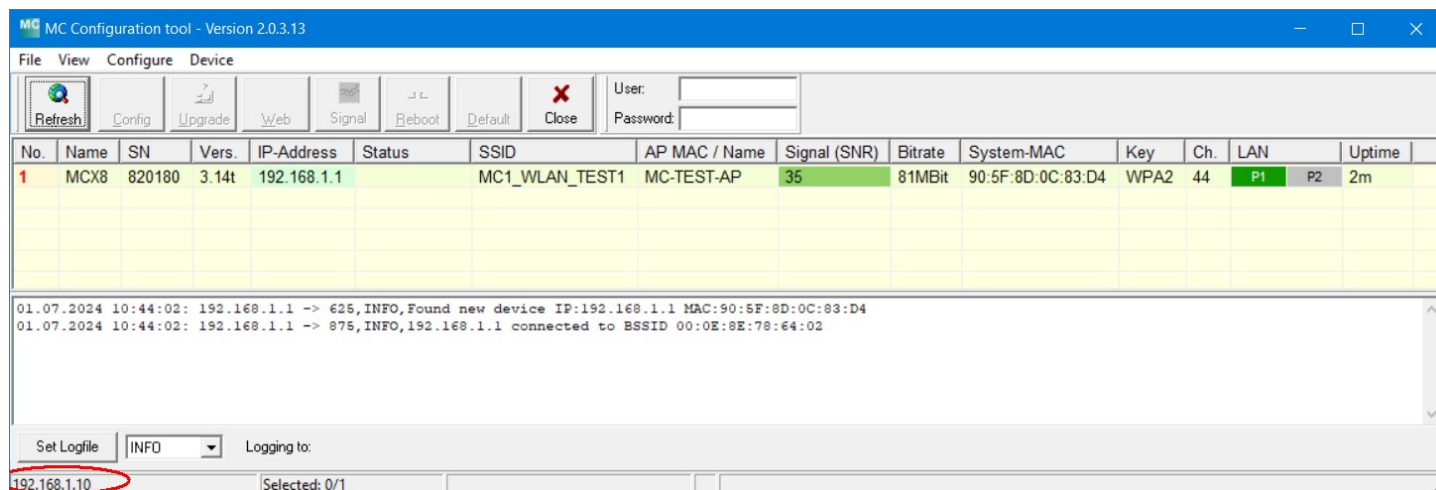 MC MC Configuration tool - Version 2.0.3.13
File View Configure Device
Refresh Config Upgrade Web Signal Reboot Default Close User:
Password:
No. Name SN Vers. IP-Address Status SSID AP MAC / Name Signal (SNR) Bitrate System-MAC Key Ch. LAN Uptime
1 MCX8 820180 3.14t 192.168.1.1 MC1_WLAN_TEST1 MC-TEST-AP 35 81MBit 90:5F:8D:0C:83:D4 WPA2 44 P1 P2 2m
01.07.2024 10:44:02: 192.168.1.1 -> 625,INFO,Found new device IP:192.168.1.1 MAC:90:5F:8D:0C:83:D4
01.07.2024 10:44:02: 192.168.1.1 -> 875,INFO,192.168.1.1 connected to BSSID 00:0E:8E:78:64:02
Set Logfile INFO Logging to:
192.168.1.10 Selected: 0/1